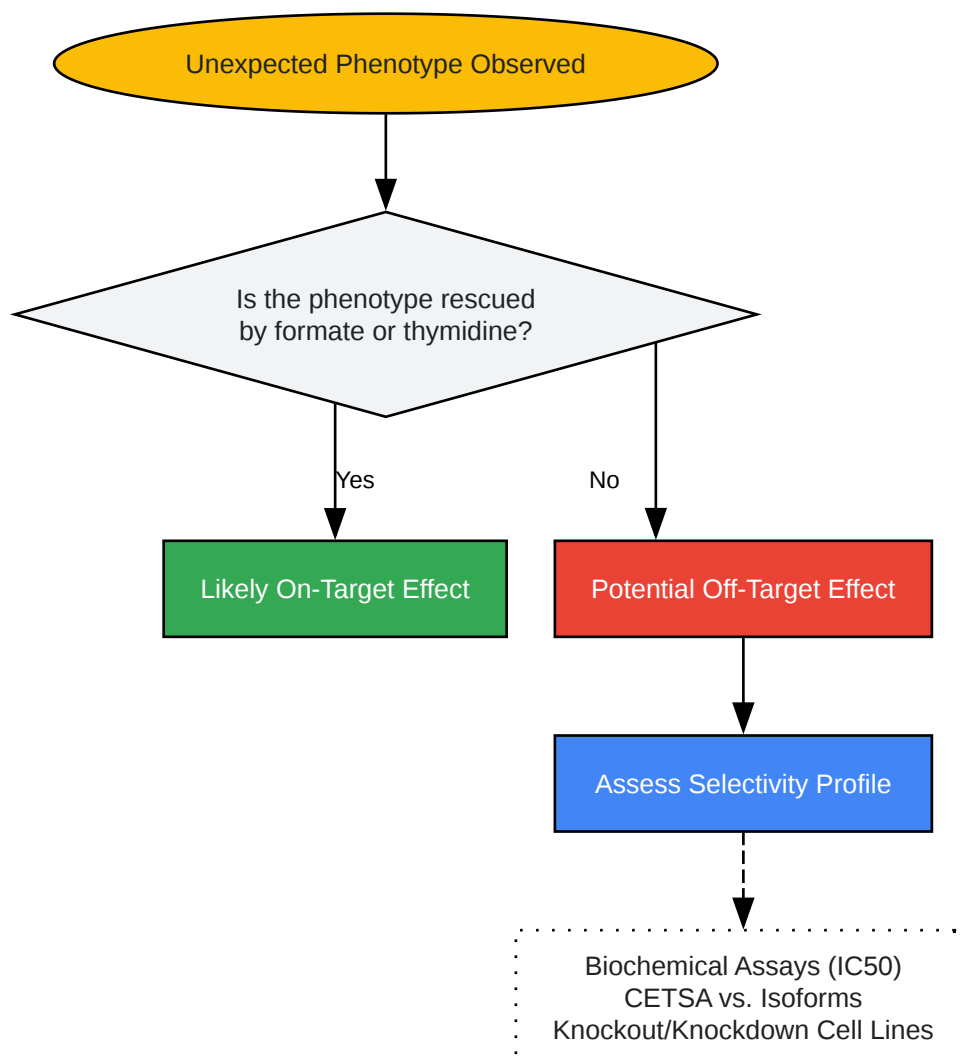 Unexpected Phenotype Observed
Is the phenotype rescued
by formate or thymidine?
Yes
No
Likely On-Target Effect
Potential Off-Target Effect
Assess Selectivity Profile
Biochemical Assays (IC50)
CETSA vs. Isoforms
Knockout/Knockdown Cell Lines